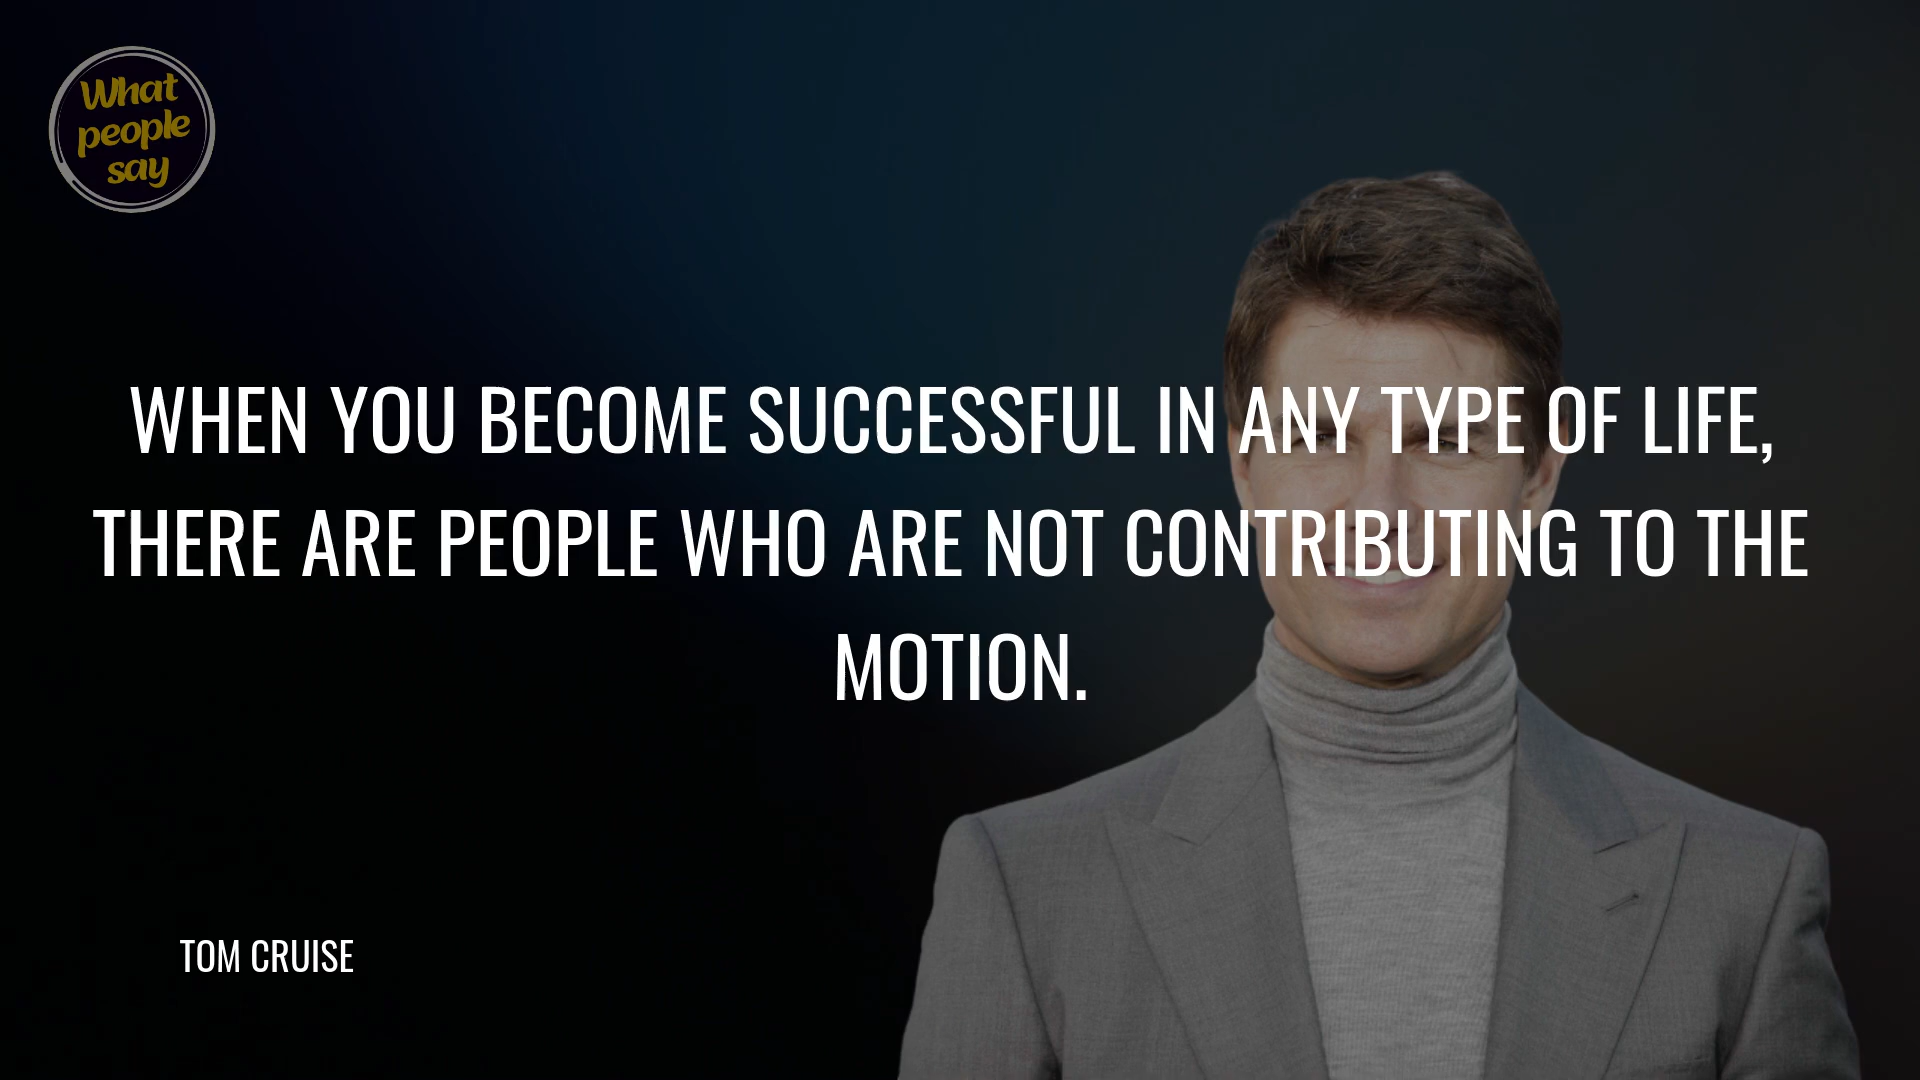 What
people
say
WHEN YOU BECOME SUCCESSFUL IN ANY TYPE OF LIFE,
THERE ARE PEOPLE WHO ARE NOT CONTRIBUTING TO THE
MOTION.
TOM CRUISE